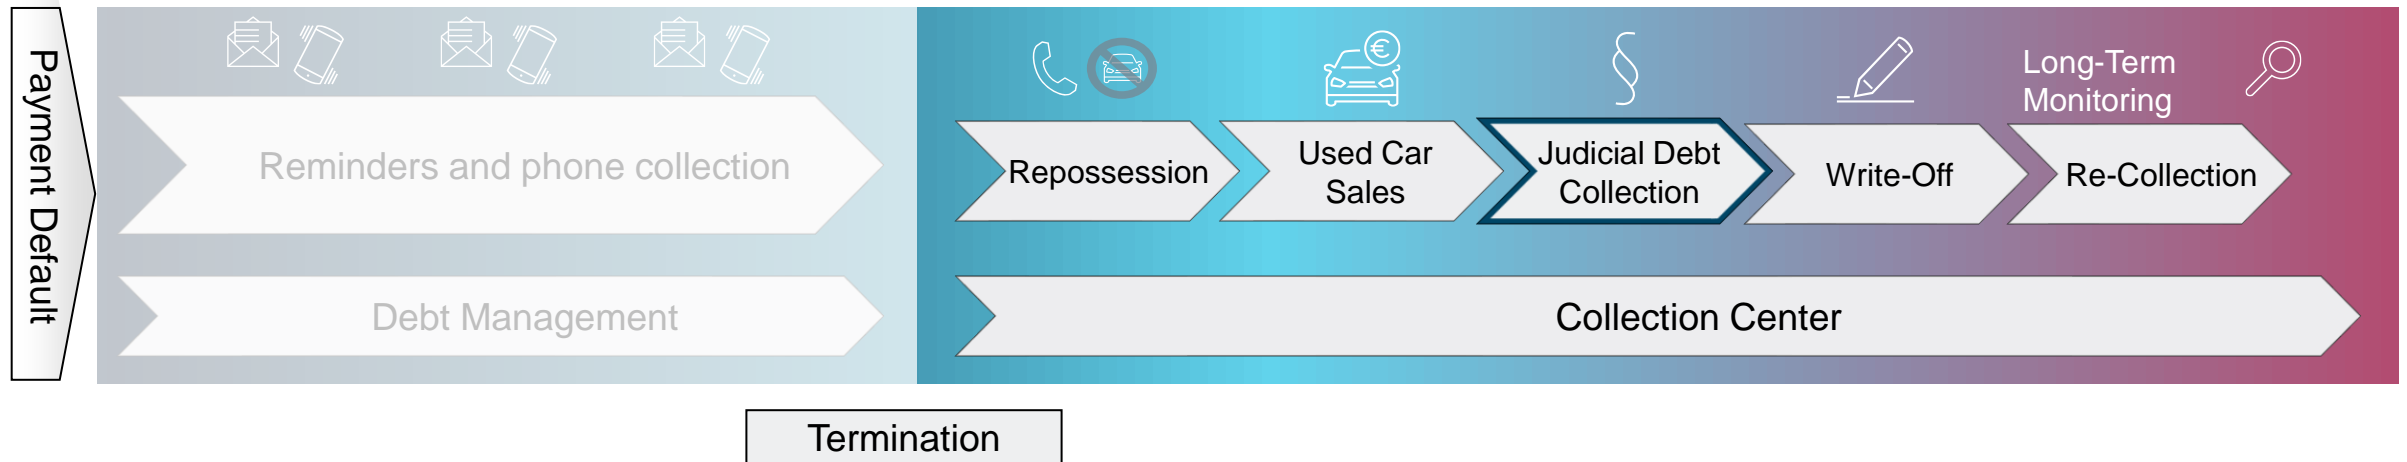 Payment Default
Reminders and phone collection
Debt Management
Long-Term
Monitoring
Repossession
Used Car
Sales
Judicial Debt
Collection
Write-Off
Re-Collection
Collection Center
Termination